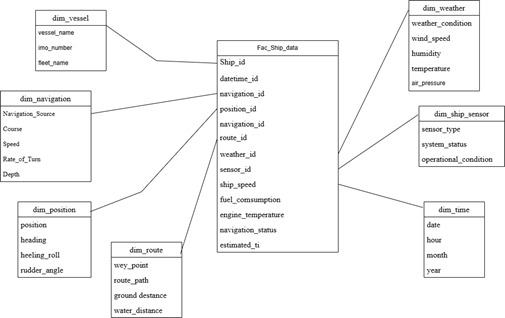 dim_vessel
vessel_name
imo_number
fleet_name
dim_navigation
Navigation_Source
Course
Speed
Rate_of_Turn
Depth
dim_position
position
heading
heeling_roll
rudder_angle
dim_route
wey_point
route_path
ground destance
water_distance
Fac_Ship_data
Ship_id
datetime_id
navigation_id
position_id
navigation_id
route_id
weather_id
sensor_id
ship_speed
fuel_comsumption
engine_temperature
navigation_status
estimated_ti
dim_weather
weather_condition
wind_speed
humidity
temperature
air_pressure
dim_ship_sensor
sensor_type
system_status
operational_condition
dim_time
date
hour
month
year